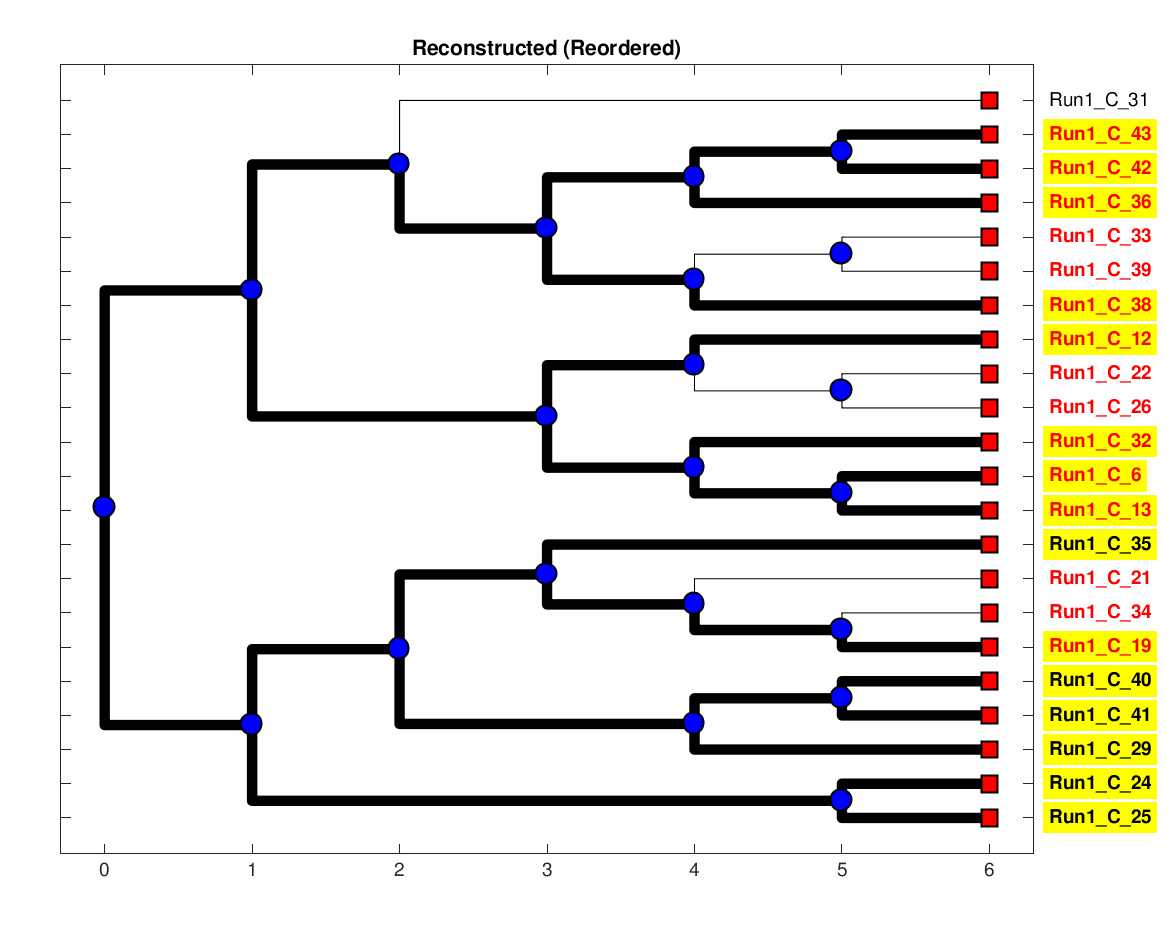 Reconstructed (Reordered)
Run1_C_31
Run1_C_43
Run1_C_42
Run1_C_36
Run1_C_33
Run1_C_39
Run1_C_38
Run1_C_12
Run1_C_22
Run1_C_26
Run1_C_32
Run1_C_6
Run1_C_13
Run1_C_35
Run1_C_21
Run1_C_34
Run1_C_19
Run1_C_40
Run1_C_41
Run1_C_29
Run1_C_24
Run1_C_25
0 1 2 3 4 5 6